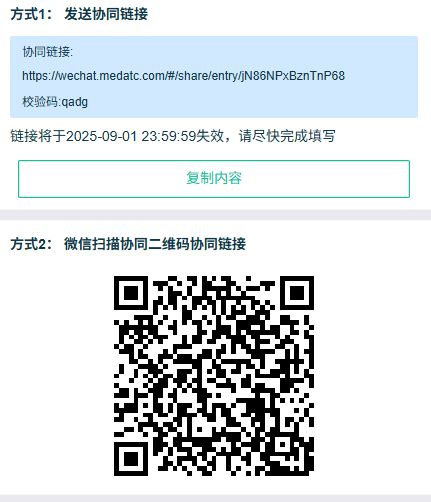 方式1： 发送协同链接
协同链接:
https://wechat.medatc.com/#/share/entry/jN86NPxBznTnP68
校验码:qadg
链接将于2025-09-01 23:59:59失效，请尽快完成填写
复制内容
方式2： 微信扫描协同二维码协同链接